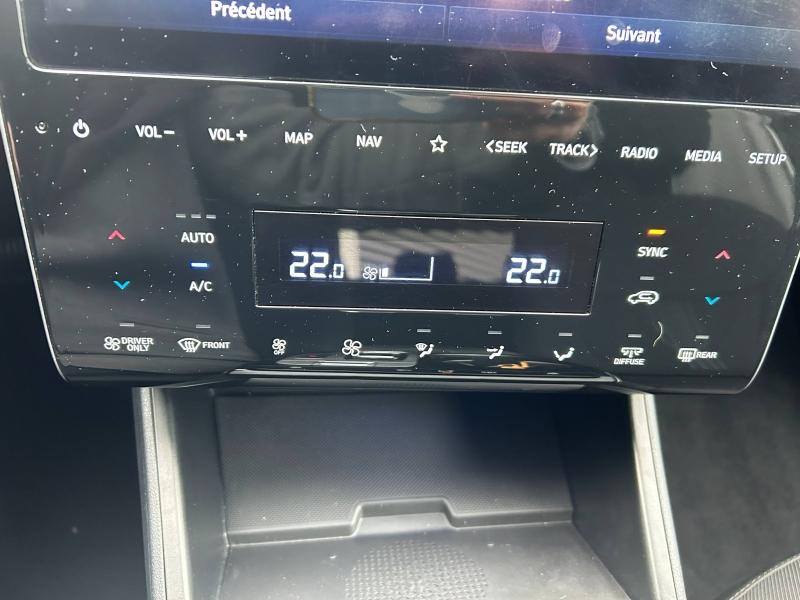 Précédent
Suivant
VOL− VOL+ MAP NAV <SEEK TRACK> RADIO MEDIA SETUP
AUTO
SYNC
22.0 22.0
A/C
DRIVER ONLY
FRONT
OFF
DIFFUSE
REAR